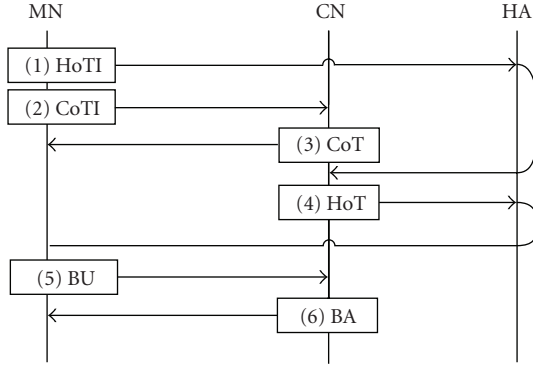 MN CN HA
(1) HoTI
(2) CoTI
(3) CoT
(4) HoT
(5) BU
(6) BA